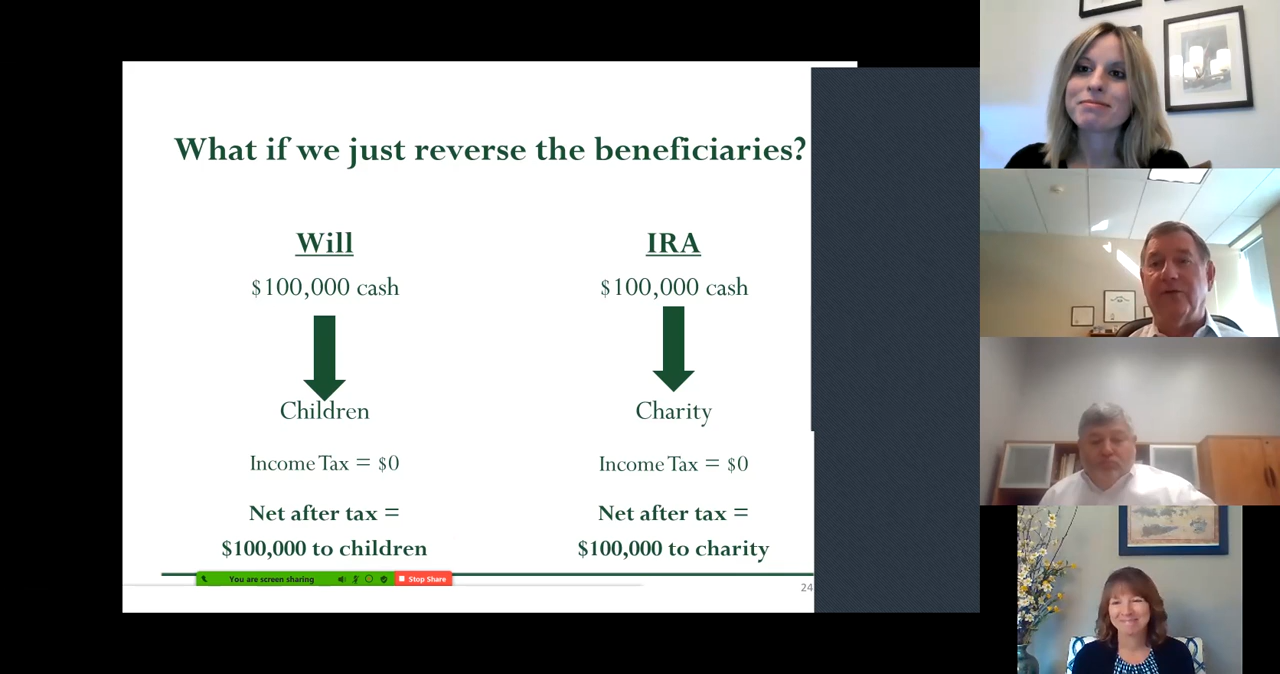 What if we just reverse the beneficiaries?
Will
$100,000 cash
Children
Income Tax = $0
Net after tax =
$100,000 to children
IRA
$100,000 cash
Charity
Income Tax = $0
Net after tax =
$100,000 to charity
You are screen sharing
Stop Share
24